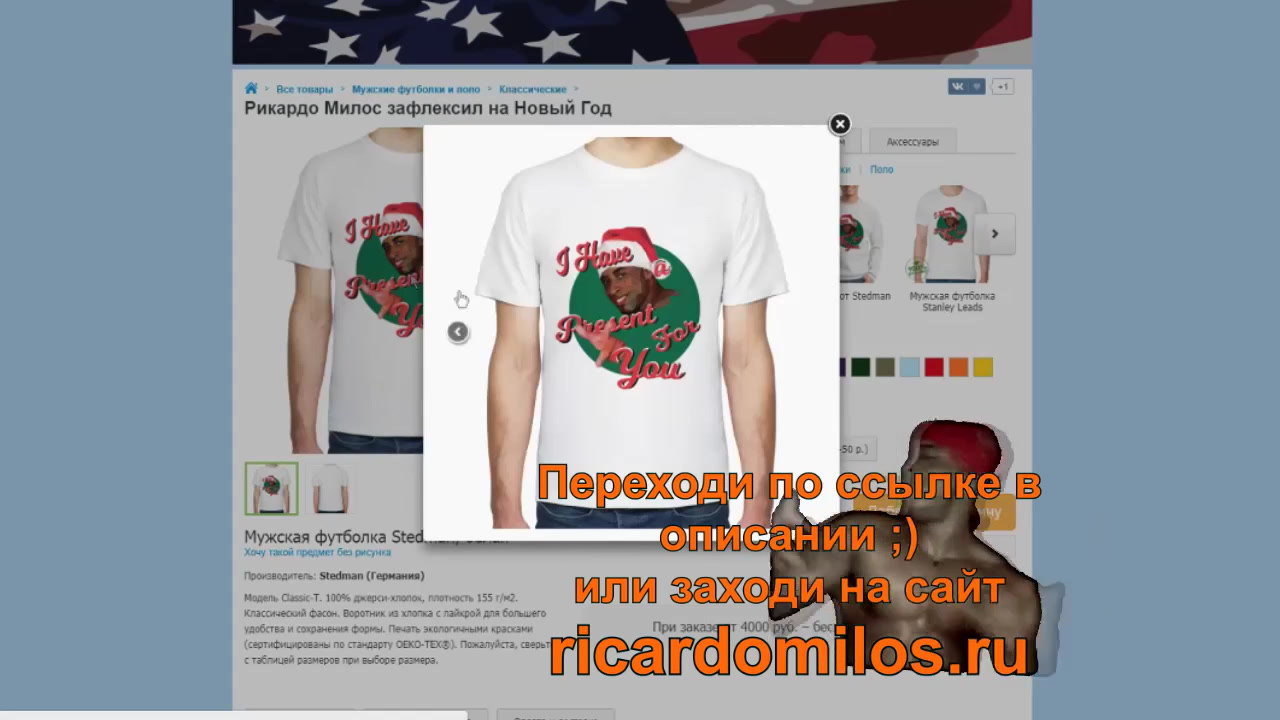 Все товары > Мужские футболки и поло > Классические >
+1
Рикардо Милос зафлексил на Новый Год
Аксессуары
Поло
I Have
Present
I Have
a
Present
For
You
от Stedman
Мужская футболка
Stanley Leads
-50 р.)
Переходи по ссылке в
описании ;)
или заходи на сайт
ricardomilos.ru
Мужская футболка Sted
Хочу такой предмет без рисунка
Производитель: Stedman (Германия)
Модель Classic-T. 100% джерси-хлопок, плотность 155 г/м2.
Классический фасон. Воротник из хлопка с лайкрой для большего
удобства и сохранения формы. Печать экологичными красками
(сертифицированы по стандарту OEKO-TEX®). Пожалуйста, сверьт
с таблицей размеров при выборе размера.
При заказе от 4000 руб. – бес